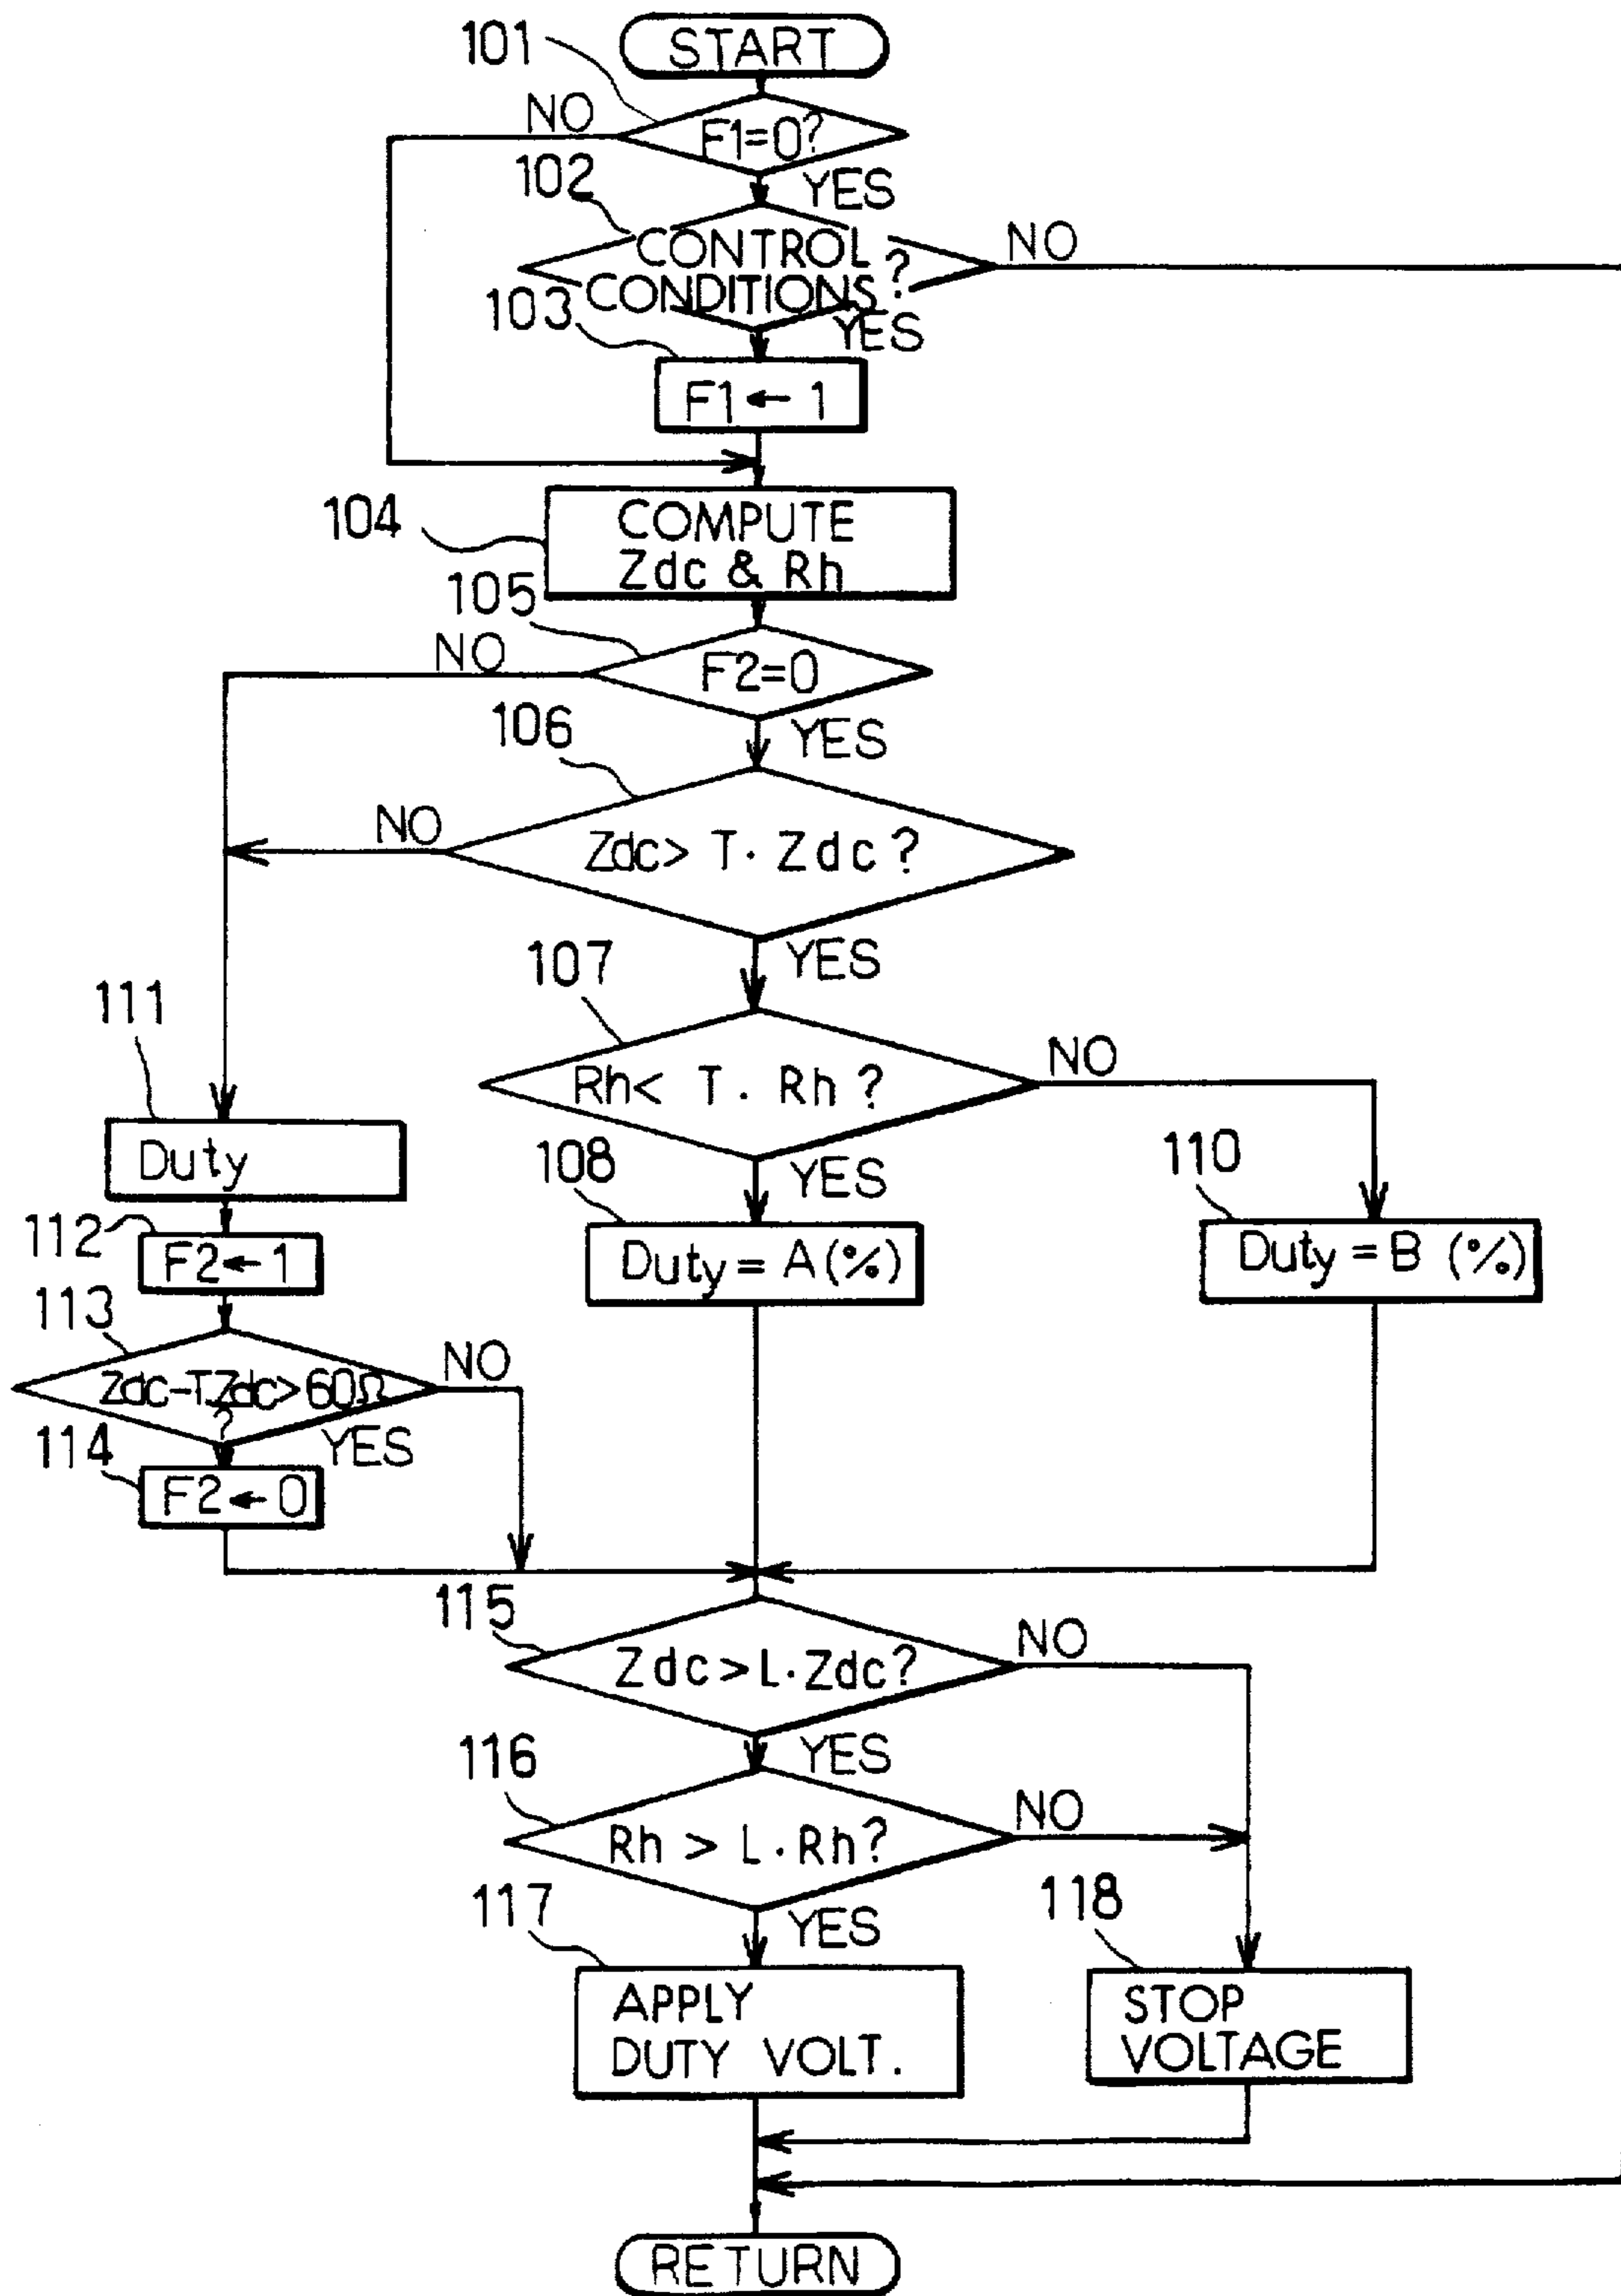 START
101
NO
F1=0?
YES
102
CONTROL
CONDITIONS?
NO
YES
103
F1 ← 1
104
COMPUTE
Zdc & Rh
105
NO
F2=0
YES
106
NO
Zdc> T· Zdc?
YES
107
Rh< T· Rh?
NO
YES
111
Duty
108
Duty = A (%)
110
Duty = B (%)
112
F2←1
113
Zdc-T.Zdc>60Ω
?
NO
YES
114
F2←0
115
Zdc>L·Zdc?
NO
YES
116
Rh > L·Rh?
NO
YES
117
APPLY
DUTY VOLT.
118
STOP
VOLTAGE
RETURN